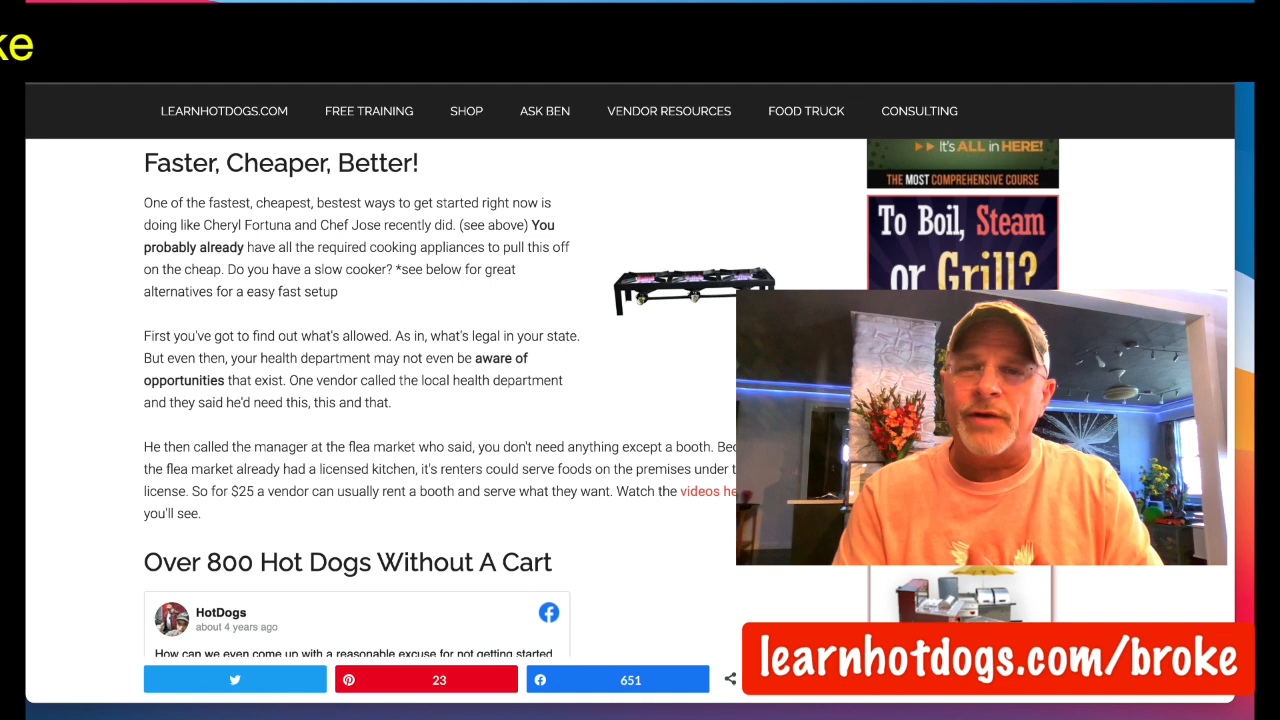 ke
LEARNHOTDOGS.COM FREE TRAINING SHOP ASK BEN VENDOR RESOURCES FOOD TRUCK CONSULTING
Faster, Cheaper, Better!
One of the fastest, cheapest, bestest ways to get started right now is
doing like Cheryl Fortuna and Chef Jose recently did. (see above) You
probably already have all the required cooking appliances to pull this off
on the cheap. Do you have a slow cooker? *see below for great
alternatives for a easy fast setup
First you've got to find out what's allowed. As in, what's legal in your state.
But even then, your health department may not even be aware of
opportunities that exist. One vendor called the local health department
and they said he'd need this, this and that.
He then called the manager at the flea market who said, you don't need anything except a booth.
the flea market already had a licensed kitchen, it's renters could serve foods on the premises under
license. So for $25 a vendor can usually rent a booth and serve what they want. Watch the videos
you'll see.
Over 800 Hot Dogs Without A Cart
HotDogs
about 4 years ago
How can we even come up with a reasonable excuse for not getting started
23
651
It's ALL in HERE!
THE MOST COMPREHENSIVE COURSE
To Boil, Steam
or Grill?
learnhotdogs.com/broke